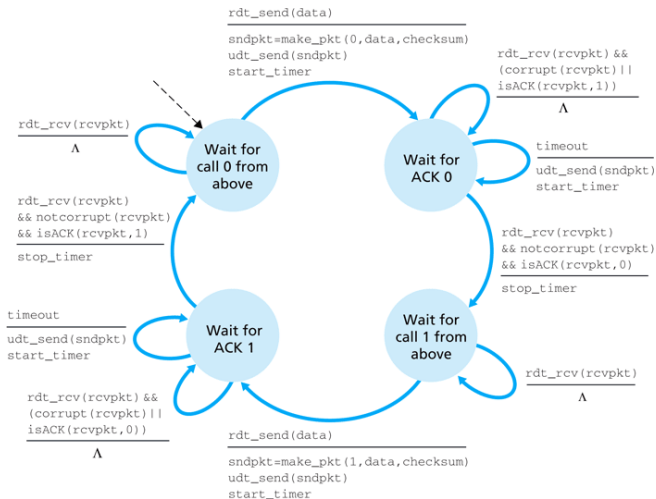 rdt_send(data)
sndpkt=make_pkt(0,data,checksum)
udt_send(sndpkt)
start_timer
rdt_rcv(rcvpkt) &&
(corrupt(rcvpkt)||
isACK(rcvpkt,1))
Λ
rdt_rcv(rcvpkt)
Λ
Wait for
call 0 from
above
Wait for
ACK 0
timeout
udt_send(sndpkt)
start_timer
rdt_rcv(rcvpkt)
&& notcorrupt(rcvpkt)
&& isACK(rcvpkt,1)
stop_timer
rdt_rcv(rcvpkt)
&& notcorrupt(rcvpkt)
&& isACK(rcvpkt,0)
stop_timer
timeout
udt_send(sndpkt)
start_timer
Wait for
ACK 1
Wait for
call 1 from
above
rdt_rcv(rcvpkt) &&
(corrupt(rcvpkt)||
isACK(rcvpkt,0))
Λ
rdt_rcv(rcvpkt)
Λ
rdt_send(data)
sndpkt=make_pkt(1,data,checksum)
udt_send(sndpkt)
start_timer